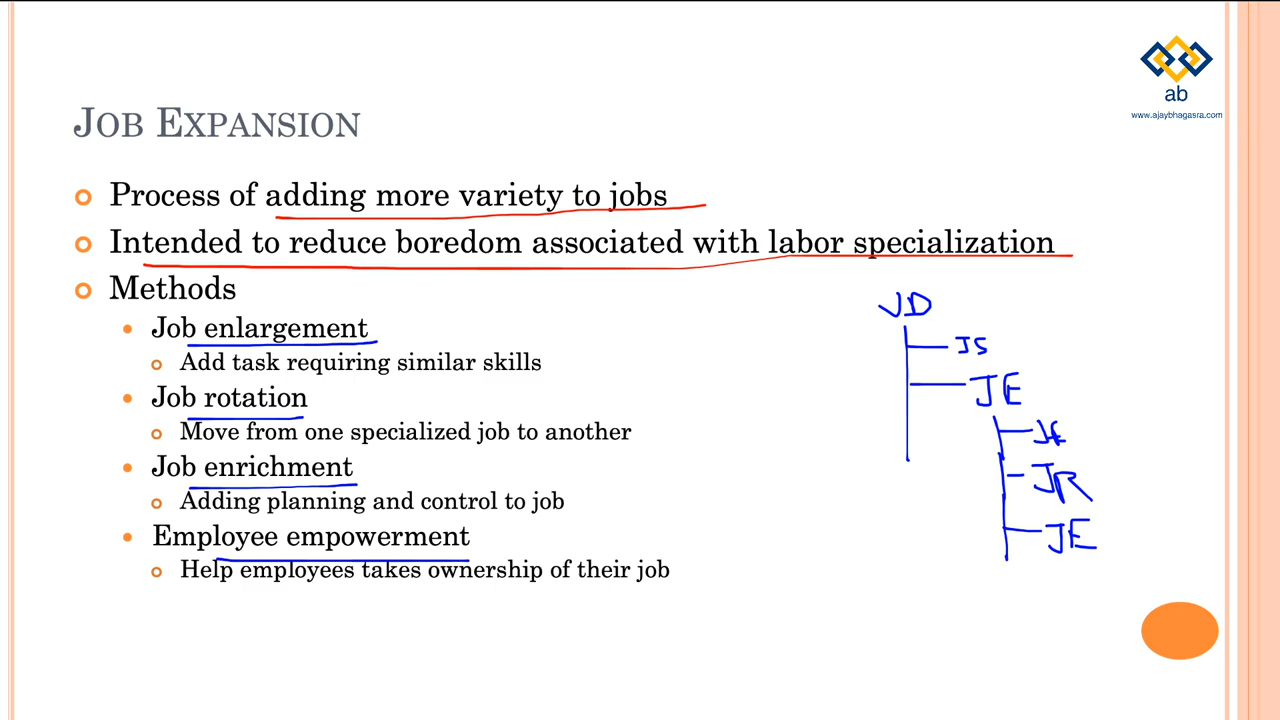 ab
www.ajaybhagasra.com
JOB EXPANSION
Process of adding more variety to jobs
Intended to reduce boredom associated with labor specialization
Methods
Job enlargement
Add task requiring similar skills
Job rotation
Move from one specialized job to another
Job enrichment
Adding planning and control to job
Employee empowerment
Help employees takes ownership of their job
JD
JS
JE
JE
JR
JE